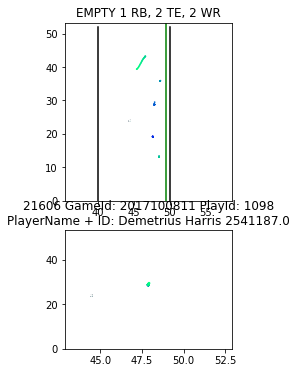 EMPTY 1 RB, 2 TE, 2 WR
50
40
30
20
10
0
40 45 50 55.
21606 GameId: 2017100811 PlayId: 1098
PlayerName + ID: Demetrius Harris 2541187.0
40
20
0
45.0 47.5 50.0 52.5